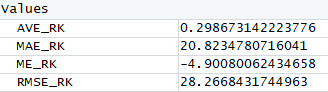 Values
AVE_RK 0.298673142223776
MAE_RK 20.8234780716041
ME_RK -4.90080062434658
RMSE_RK 28.2668431744963